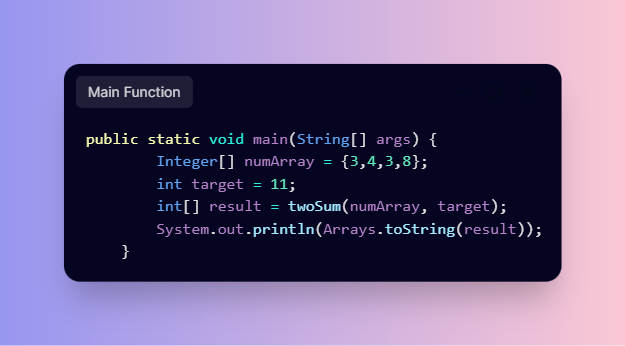 Main Function
public static void main(String[] args) {
Integer[] numArray = {3,4,3,8};
int target = 11;
int[] result = twoSum(numArray, target);
System.out.println(Arrays.toString(result));
}